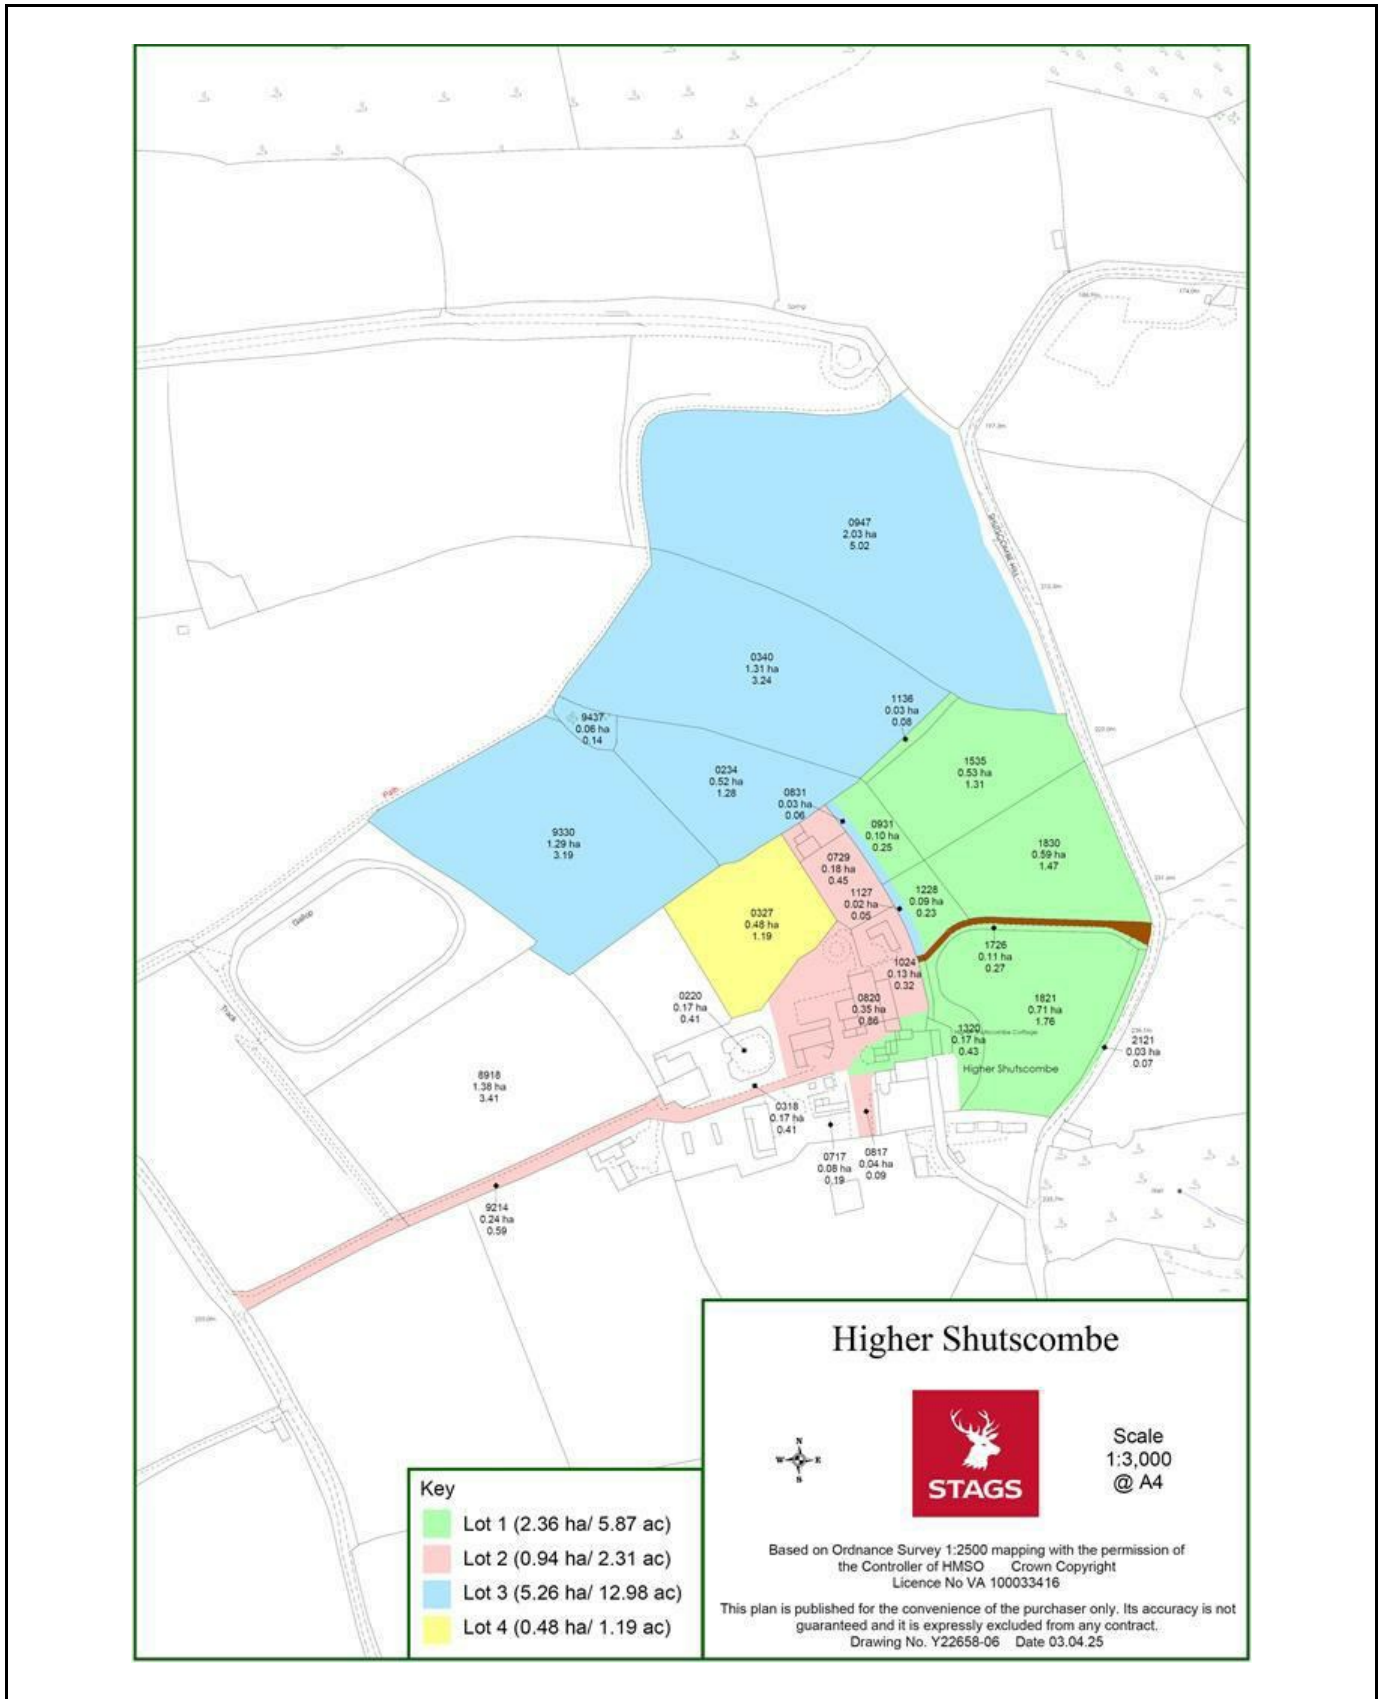 Spring
186.9m
174.0m
197.3m
Shutscombe Hill
0947
2.03 ha
5.02
212.4m
0340
1.31 ha
3.24
1136
0.03 ha
0.08
9437
0.06 ha
0.14
1535
0.53 ha
1.31
0234
0.52 ha
1.28
0831
0.03 ha
0.06
Path
0931
0.10 ha
0.25
9330
1.29 ha
3.19
1830
0.59 ha
1.47
0729
0.18 ha
0.45
1127
0.02 ha
0.05
1228
0.09 ha
0.23
0327
0.48 ha
1.19
Gallop
1726
0.11 ha
0.27
1024
0.13 ha
0.32
0220
0.17 ha
0.41
0820
0.35 ha
0.86
1821
0.71 ha
1.76
Track
1320
0.17 ha
0.43
2121
0.03 ha
0.07
Higher Shutscombe
8918
1.38 ha
3.41
0318
0.17 ha
0.41
0717
0.08 ha
0.19
0817
0.04 ha
0.09
9214
0.24 ha
0.59
Higher Shutscombe
N
W E
S
STAGS
Scale
1:3,000
@ A4
Based on Ordnance Survey 1:2500 mapping with the permission of
the Controller of HMSO Crown Copyright
Licence No VA 100033416
This plan is published for the convenience of the purchaser only. Its accuracy is not
guaranteed and it is expressly excluded from any contract.
Drawing No. Y22658-06 Date 03.04.25
Key
Lot 1 (2.36 ha/ 5.87 ac)
Lot 2 (0.94 ha/ 2.31 ac)
Lot 3 (5.26 ha/ 12.98 ac)
Lot 4 (0.48 ha/ 1.19 ac)